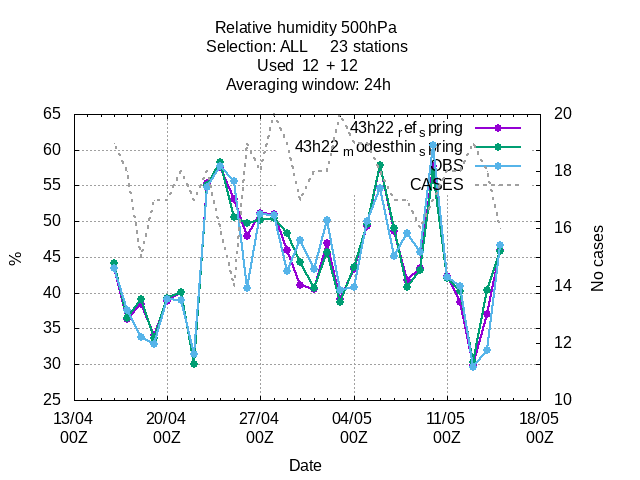 Relative humidity 500hPa
Selection: ALL 23 stations
Used 12 + 12
Averaging window: 24h
65
60
55
50
45
40
35
30
25
%
20
18
16
14
12
10
No cases
43h22 ref spring
43h22 modesthin spring
OBS
CASES
13/04 20/04 27/04 04/05 11/05 18/05
00Z 00Z 00Z 00Z 00Z 00Z
Date